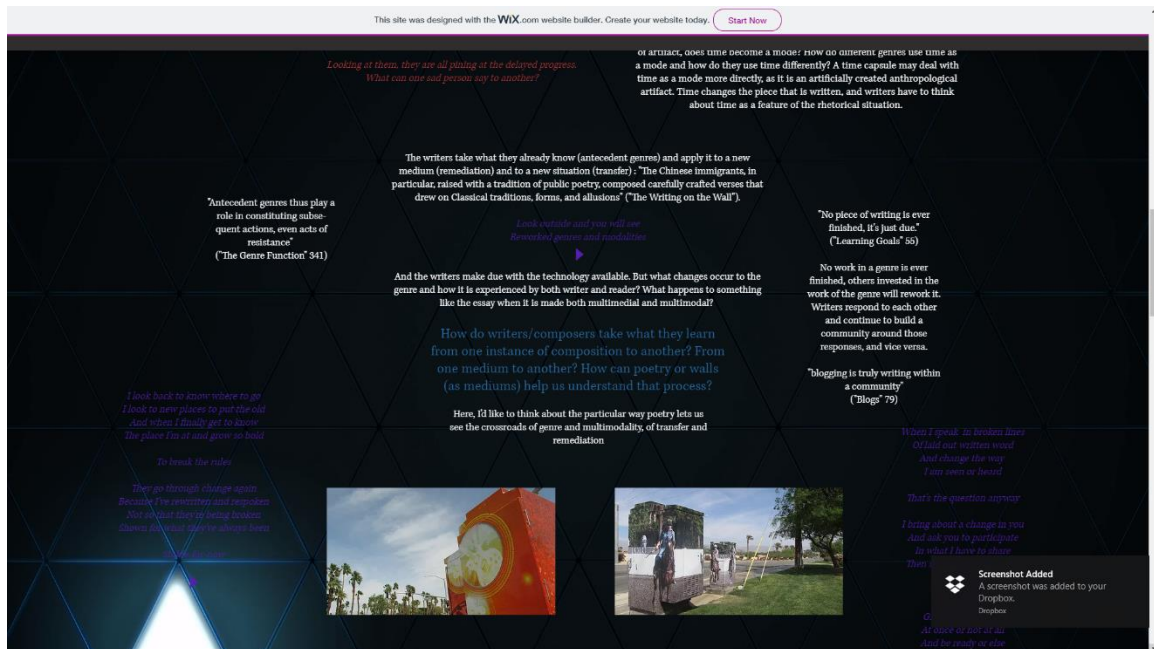 This site was designed with the WiX.com website builder. Create your website today. Start Now
of artifact, does time become a mode? How do different genres use time as
a mode and how do they use time differently? A time capsule may deal with
time as a mode more directly, as it is an artificially created anthropological
artifact. Time changes the piece that is written, and writers have to think
about time as a feature of the rhetorical situation.
Looking at them, they are all pining at the delayed progress.
What can one sad person say to another?
The writers take what they already know (antecedent genres) and apply it to a new
medium (remediation) and to a new situation (transfer) : "The Chinese immigrants, in
particular, raised with a tradition of public poetry, composed carefully crafted verses that
drew on Classical traditions, forms, and allusions" ("The Writing on the Wall").
"Antecedent genres thus play a
role in constituting subse-
quent actions, even acts of
resistance"
("The Genre Function" 341)
Look outside and you will see
Reworked genres and modalities
"No piece of writing is ever
finished, it's just due."
("Learning Goals" 55)
No work in a genre is ever
finished, others invested in the
work of the genre will rework it.
Writers respond to each other
and continue to build a
community around those
responses, and vice versa.
"blogging is truly writing within
a community"
("Blogs" 79)
And the writers make due with the technology available. But what changes occur to the
genre and how it is experienced by both writer and reader? What happens to something
like the essay when it is made both multimedial and multimodal?
How do writers/composers take what they learn
from one instance of composition to another? From
one medium to another? How can poetry or walls
(as mediums) help us understand that process?
Here, I'd like to think about the particular way poetry lets us
see the crossroads of genre and multimodality, of transfer and
remediation
I look back to know where to go
I look to new places to put the old
And when I finally get to know
The place I'm at and grow so bold
To break the rules
They go through change again
Because I've rewritten and respoken
Not so that they're being broken
Shown for what they've always been
When I speak in broken lines
Of laid out written word
And change the way
I am seen or heard
That's the question anyway
I bring about a change in you
And ask you to participate
In what I have to share
Then
At once or not at all
And be ready or else
Screenshot Added
A screenshot was added to your
Dropbox.
Dropbox